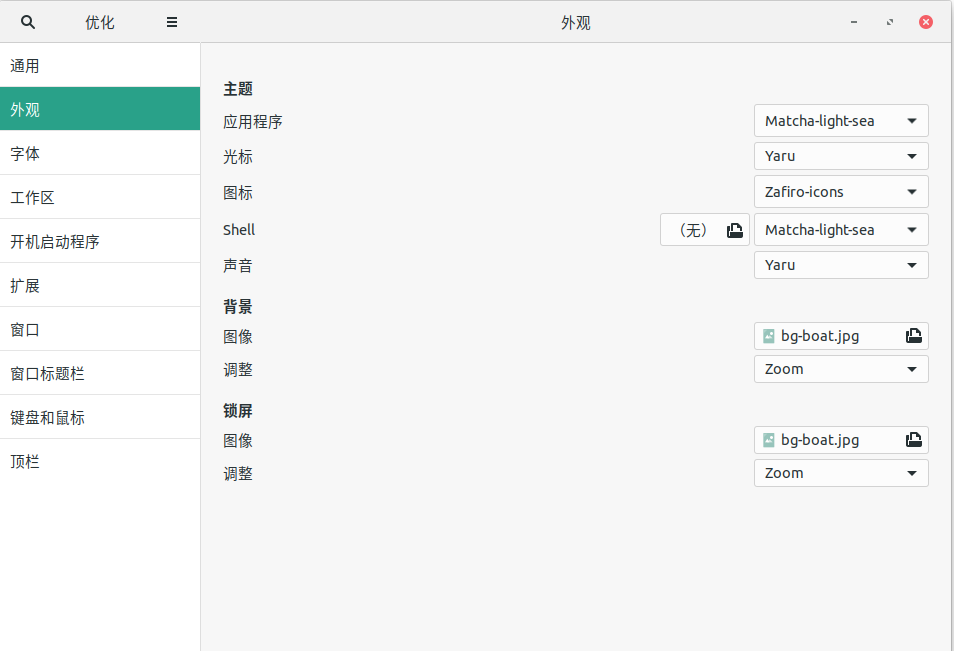 优化
外观
通用
外观
字体
工作区
开机启动程序
扩展
窗口
窗口标题栏
键盘和鼠标
顶栏
主题
应用程序 Matcha-light-sea
光标 Yaru
图标 Zafiro-icons
Shell （无） Matcha-light-sea
声音 Yaru
背景
图像 bg-boat.jpg
调整 Zoom
锁屏
图像 bg-boat.jpg
调整 Zoom